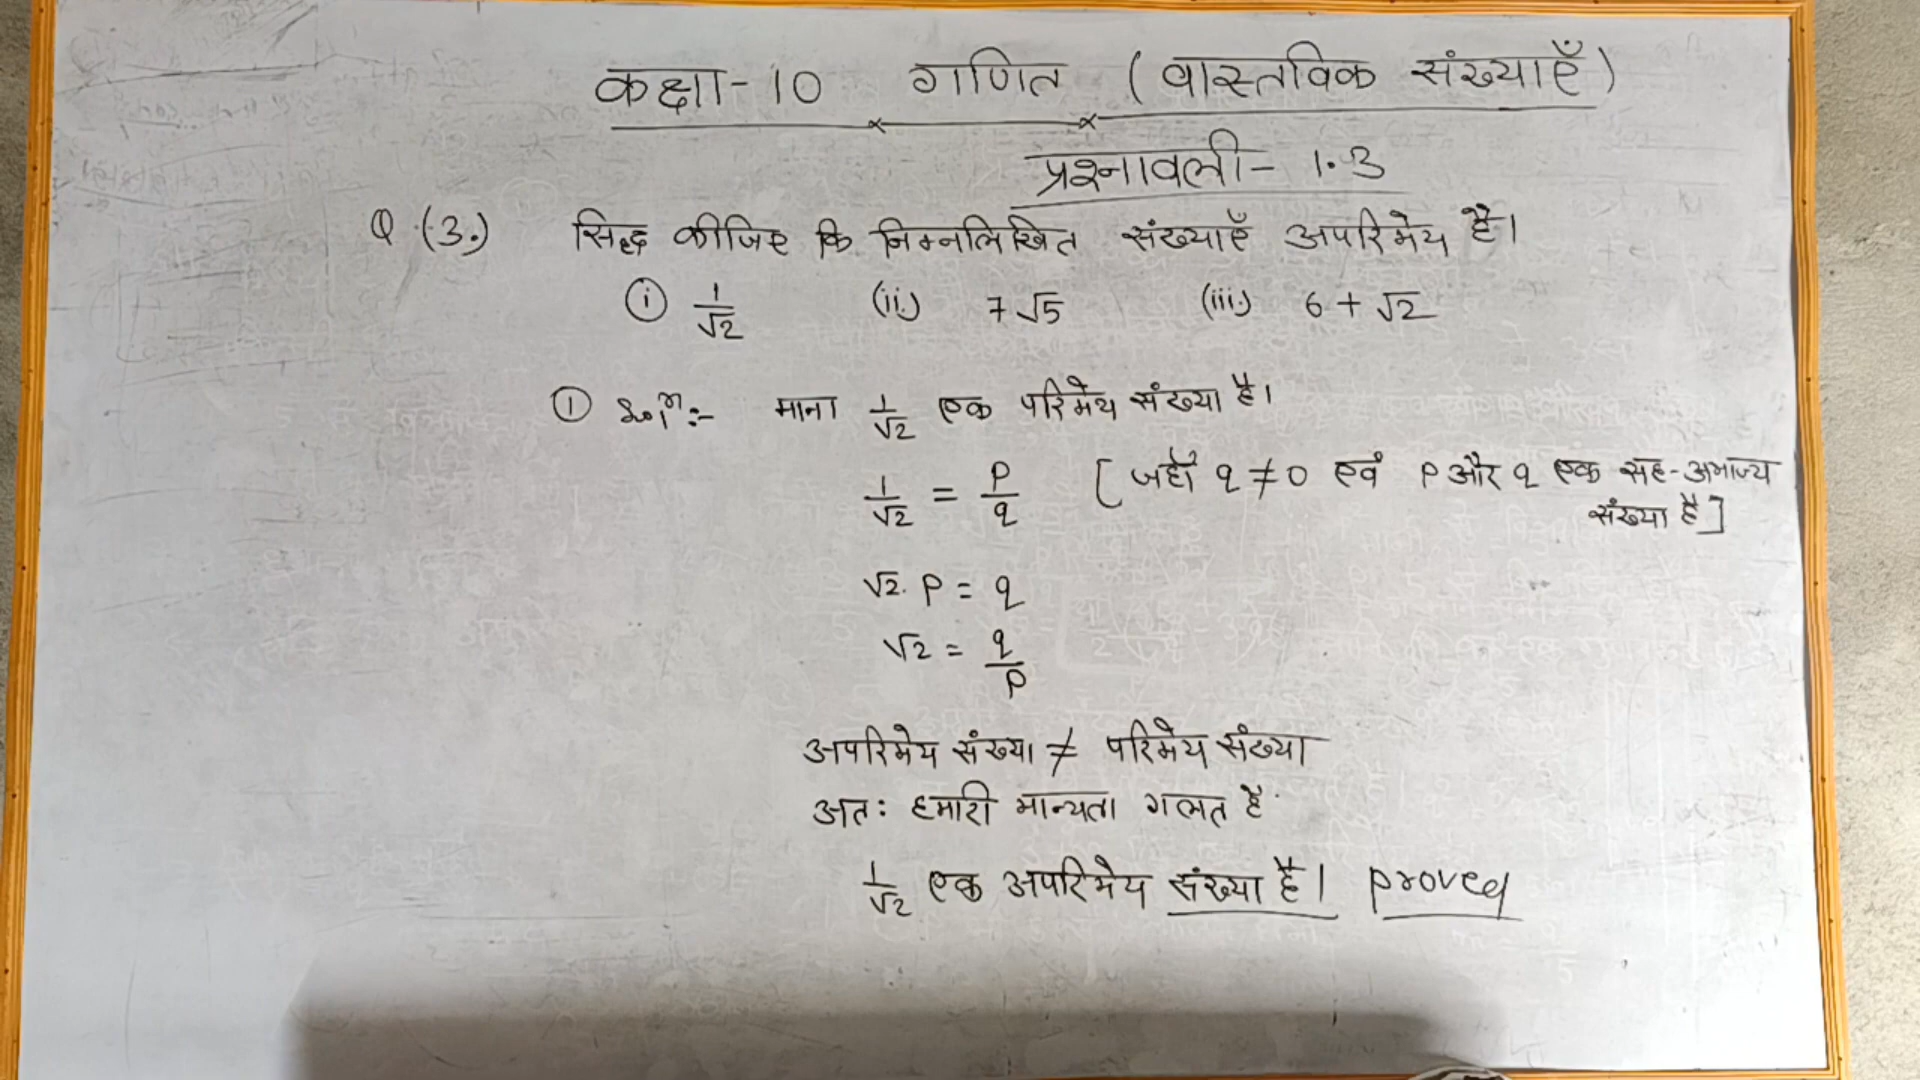 कक्षा-10 गणित (वास्तविक संख्याएँ)
प्रश्नावली- 1.3
Q (3.) सिद्ध कीजिए कि निम्नलिखित संख्याएँ अपरिमेय है।
(i) 1/√2 (ii.) 7√5 (iii.) 6+√2
(1) Solⁿ:- माना 1/√2 एक परिमेय संख्या है।
1/√2 = P/q [जहाँ q≠0 एवं P और q एक सह-अभाज्य
संख्या है]
√2. P = q
√2 = q/P
अपरिमेय संख्या ≠ परिमेय संख्या
अतः हमारी मान्यता गलत है.
1/√2 एक अपरिमेय संख्या है। proved